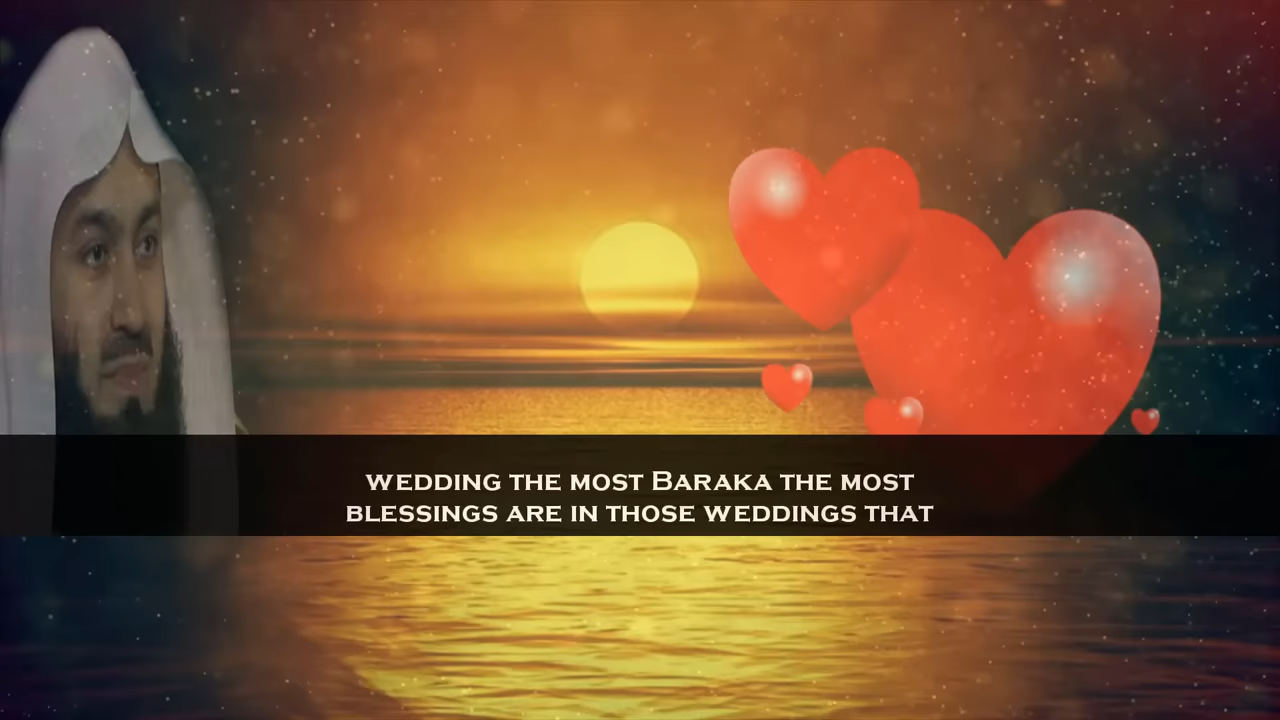 WEDDING THE MOST BARAKA THE MOST
BLESSINGS ARE IN THOSE WEDDINGS THAT